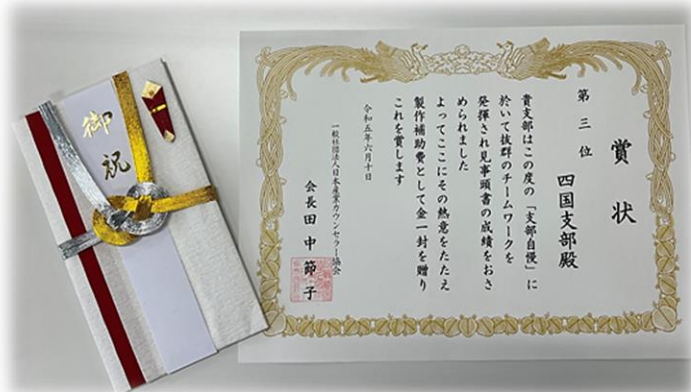 御祝
賞状
第三位
四国支部殿
貴支部はこの度の「支部自慢」に
於いて抜群のチームワークを
発揮され見事頭書の成績をおさ
められました
よってここにその熱意をたたえ
製作補助費として金一封を贈り
これを賞します
令和五年六月十日
一般社団法人日本産業カウンセラー協会
会長田中節子